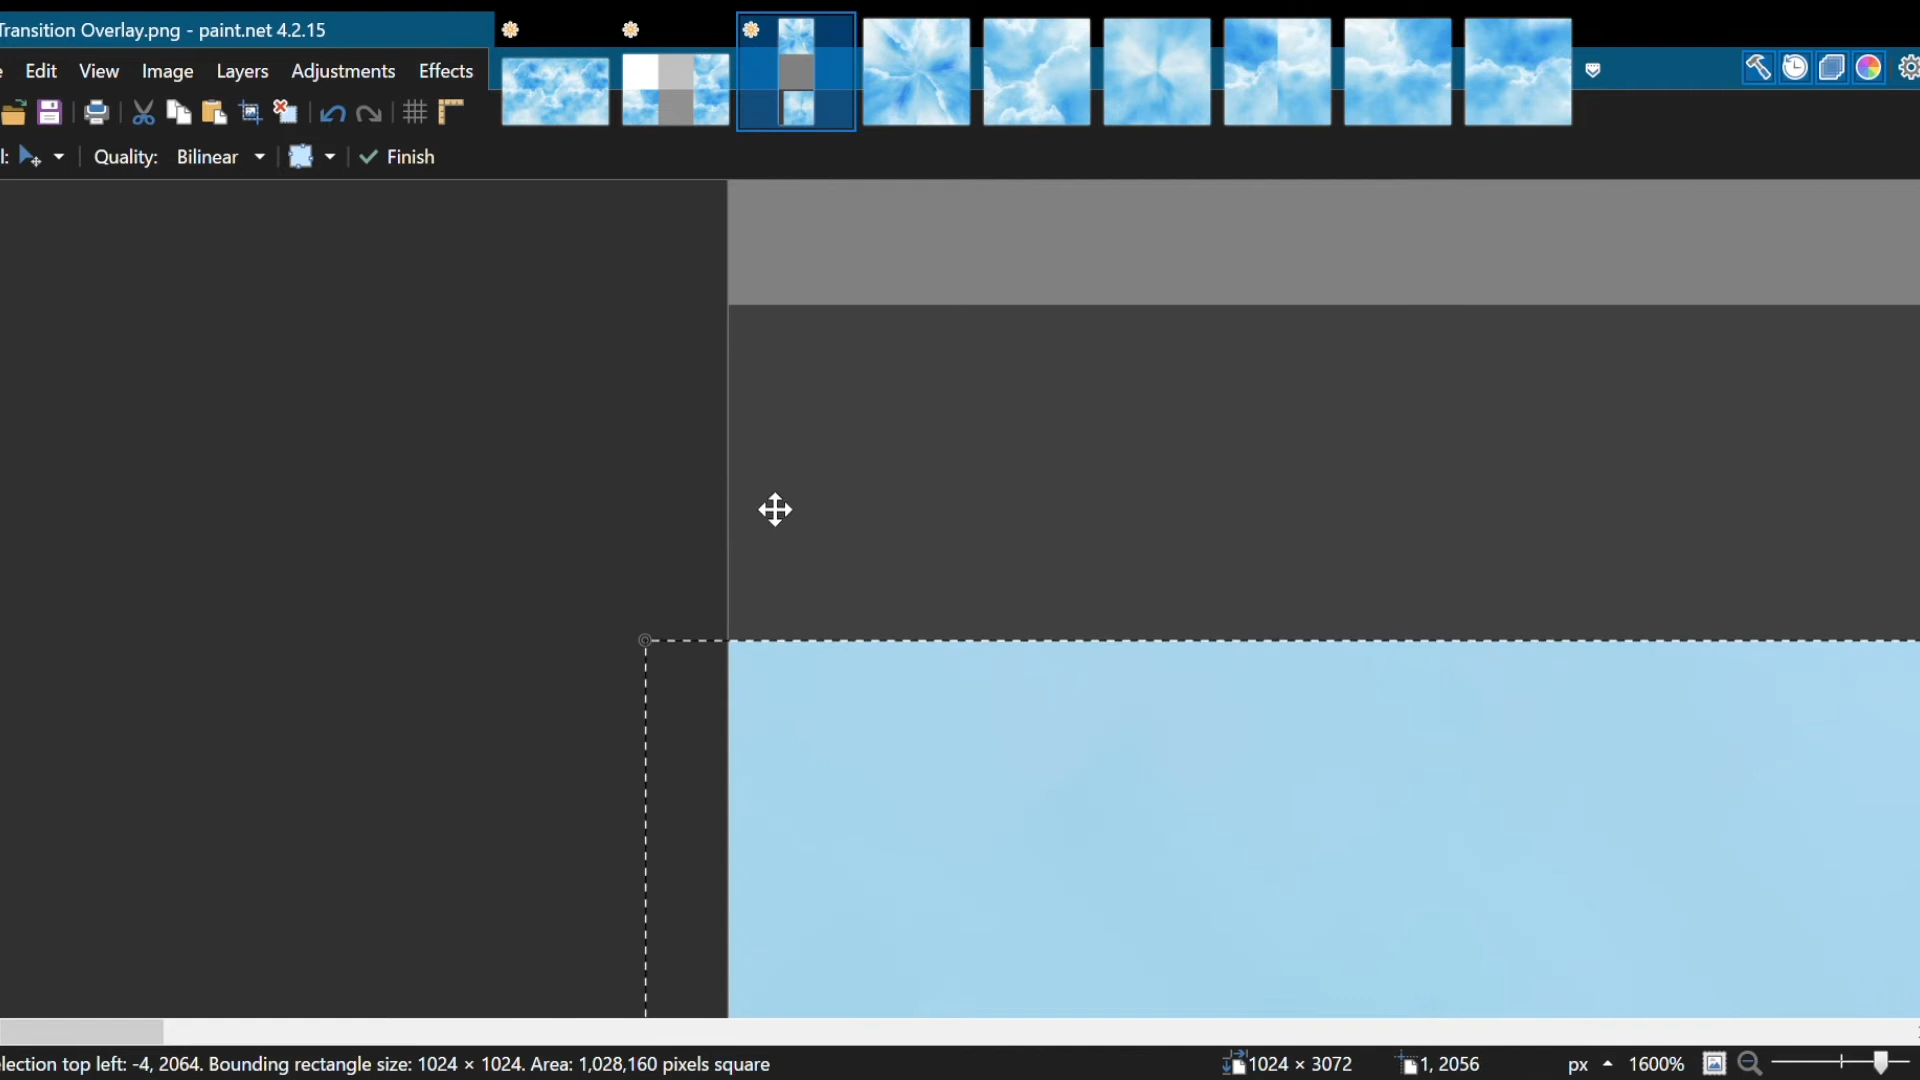 Transition Overlay.png - paint.net 4.2.15
Edit View Image Layers Adjustments Effects
Quality: Bilinear Finish
lection top left: -4, 2064. Bounding rectangle size: 1024 × 1024. Area: 1,028,160 pixels square 1024 × 3072 1, 2056 px 1600%